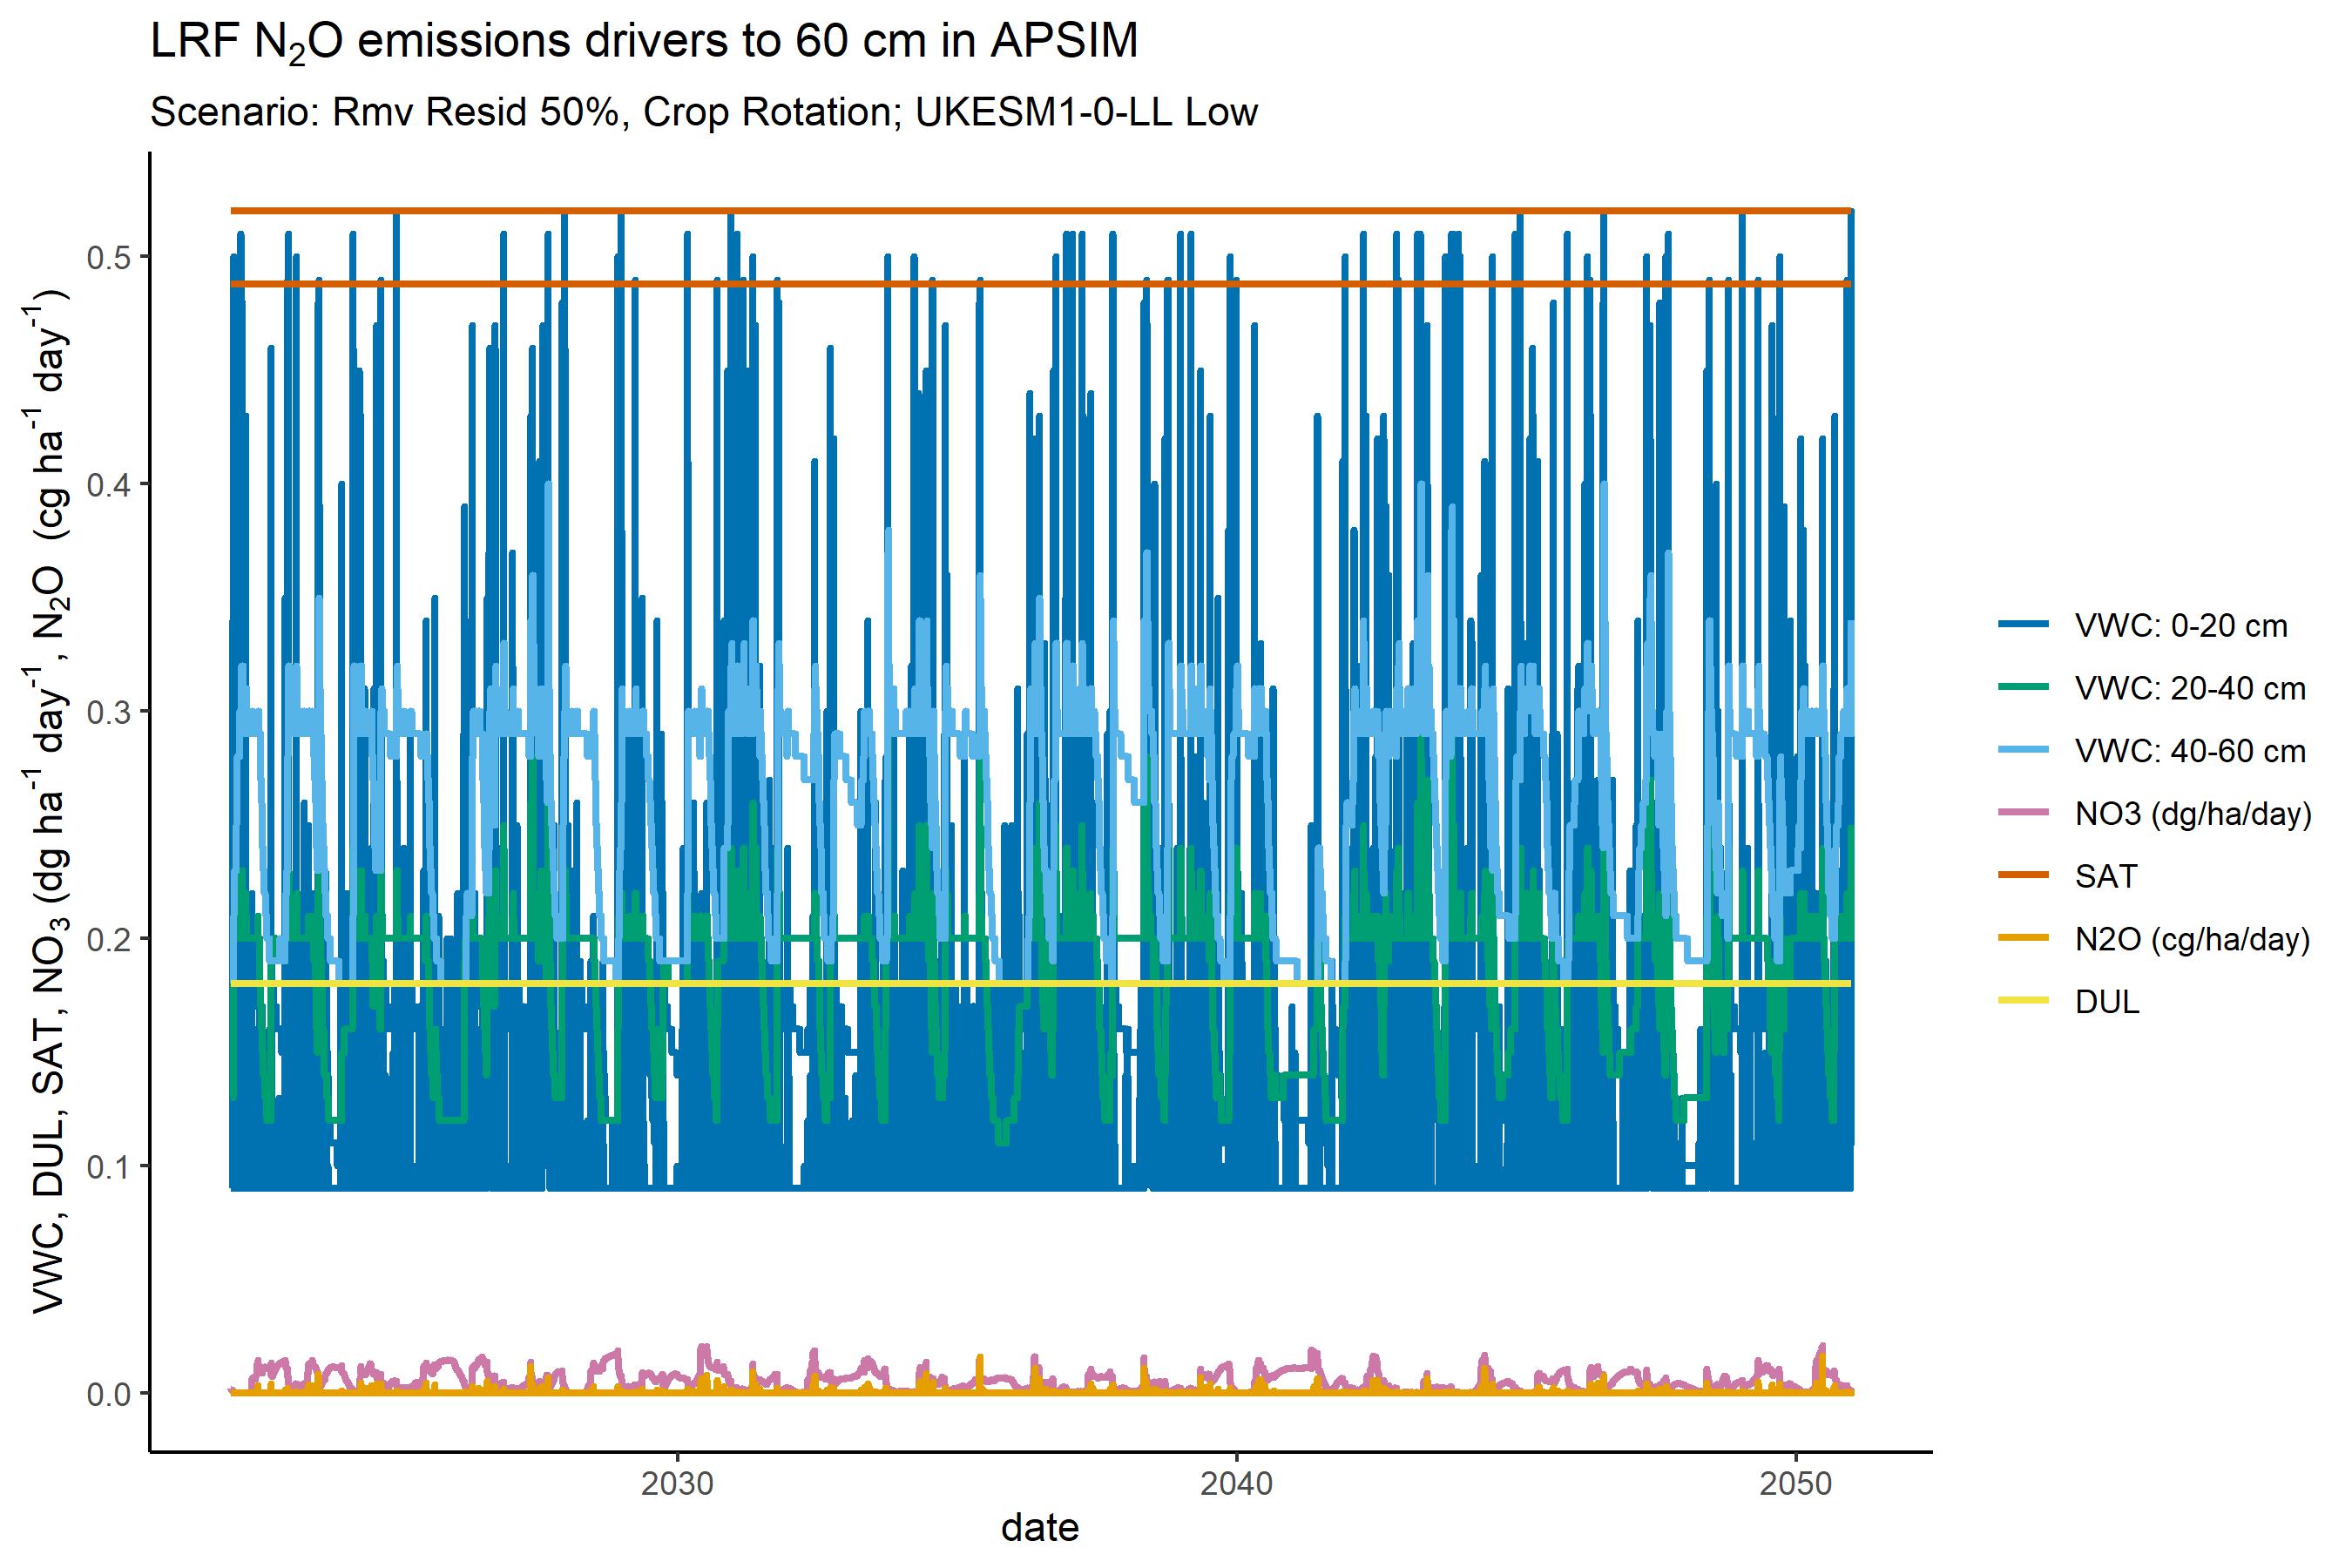 LRF N₂O emissions drivers to 60 cm in APSIM
Scenario: Rmv Resid 50%, Crop Rotation; UKESM1-0-LL Low
VWC, DUL, SAT, NO₃ (dg ha⁻¹ day⁻¹, N₂O (cg ha⁻¹ day⁻¹)
0.5
0.4
0.3
0.2
0.1
0.0
2030
2040
2050
date
VWC: 0-20 cm
VWC: 20-40 cm
VWC: 40-60 cm
NO3 (dg/ha/day)
SAT
N2O (cg/ha/day)
DUL